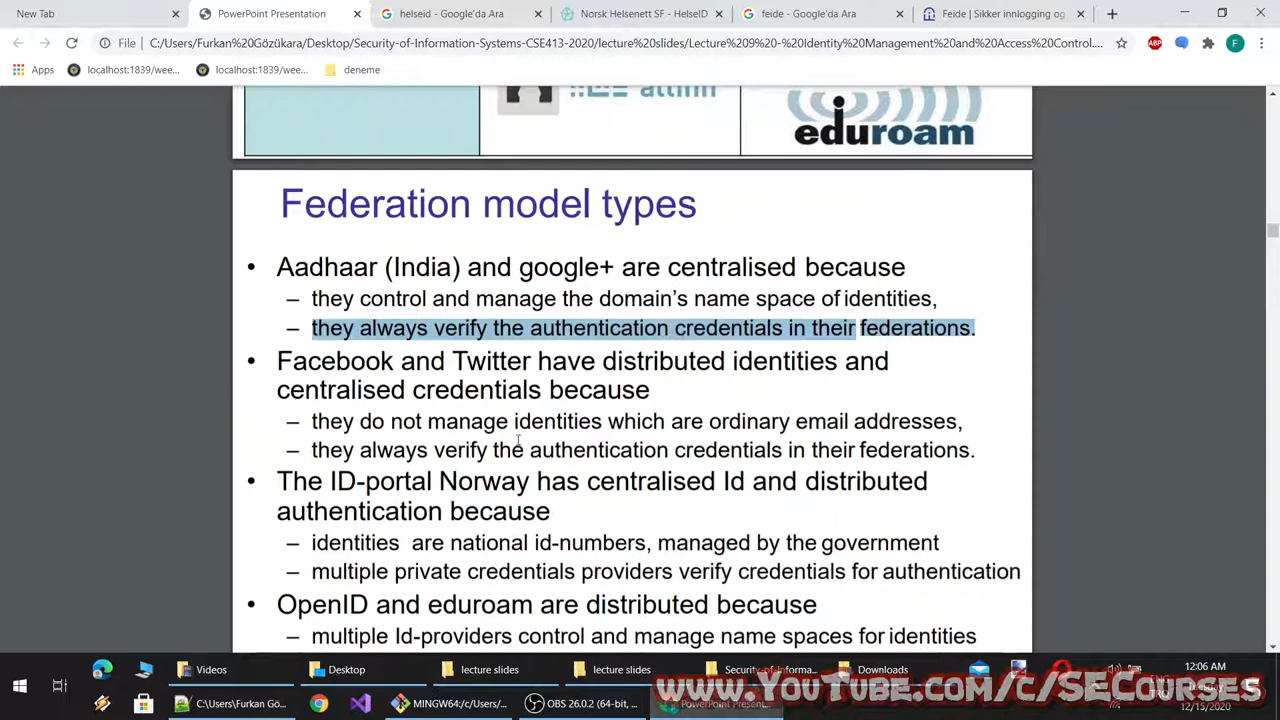 New Tab
PowerPoint Presentation
helseid - Google'da Ara
Norsk Helsenett SF - HelseID
feide - Google'da Ara
Feide | Sikker innlogging og
File
C:/Users/Furkan%20Gözükara/Desktop/Security-of-Information-Systems-CSE413-2020/lecture%20slides/Lecture%209%20-%20Identity%20Management%20and%20Access%20Control....
ABP
F
Apps
localhost:1839/wee...
localhost:1839/wee...
deneme
altinn
eduroam
Federation model types
• Aadhaar (India) and google+ are centralised because
– they control and manage the domain's name space of identities,
– they always verify the authentication credentials in their federations.
• Facebook and Twitter have distributed identities and
centralised credentials because
– they do not manage identities which are ordinary email addresses,
– they always verify the authentication credentials in their federations.
• The ID-portal Norway has centralised Id and distributed
authentication because
– identities are national id-numbers, managed by the government
– multiple private credentials providers verify credentials for authentication
• OpenID and eduroam are distributed because
– multiple Id-providers control and manage name spaces for identities
Videos
Desktop
lecture slides
lecture slides
Security-of-Informa...
Downloads
ENG
12:06 AM
Tuesday
C:\Users\Furkan Gö...
MINGW64:/c/Users/...
OBS 26.0.2 (64-bit, ...
PowerPoint Present...
TRQ
12/15/2020
www.YouTube.com/c/SECourses